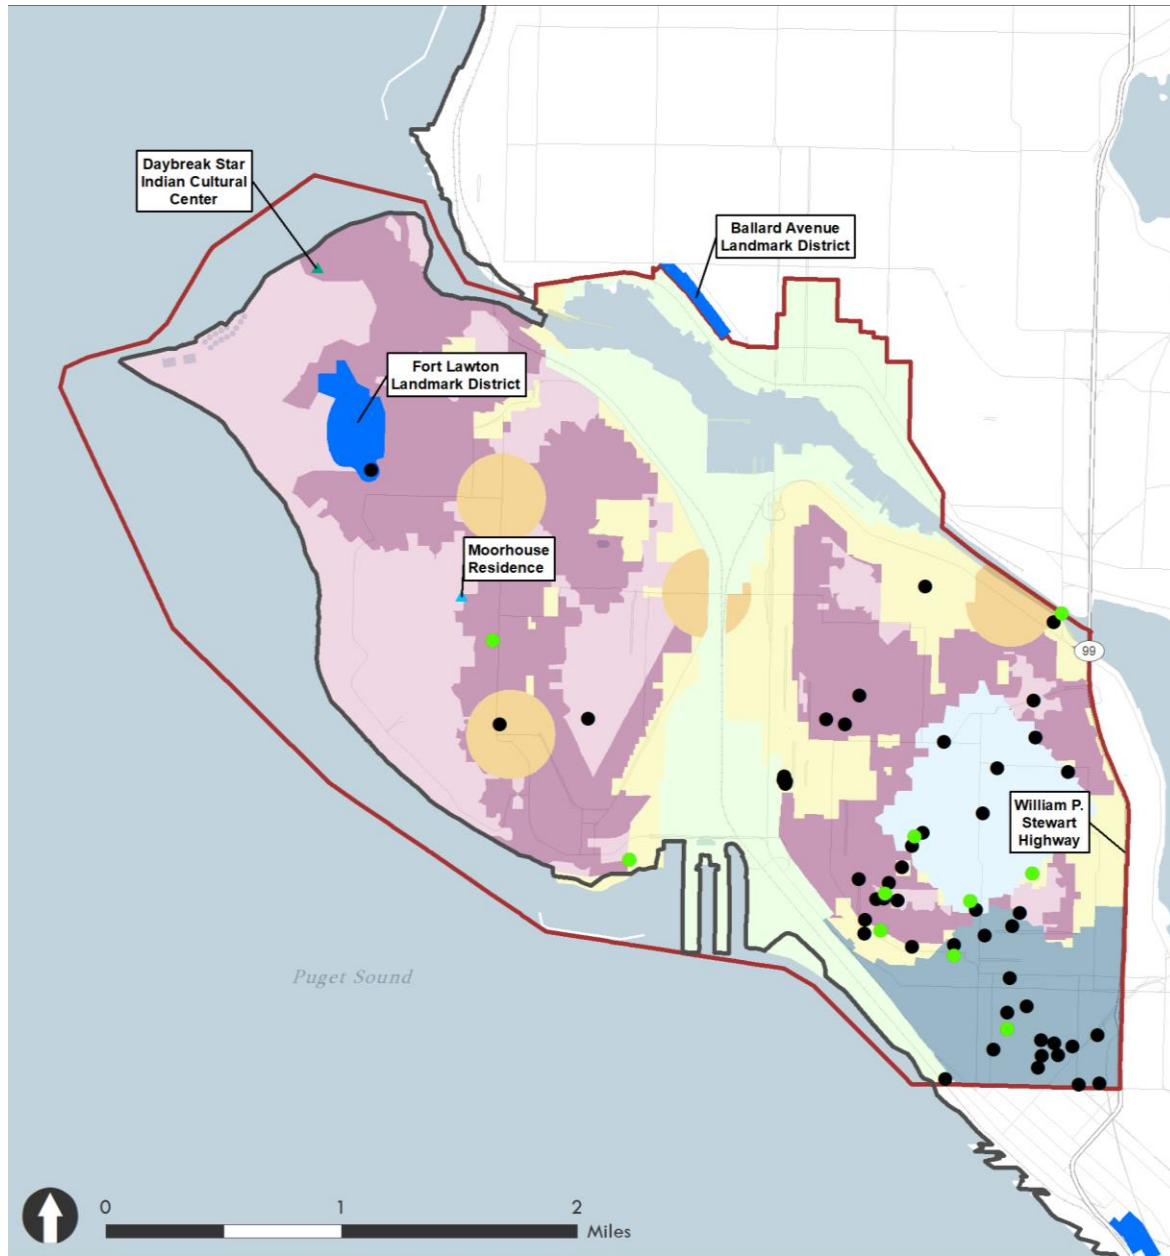 Daybreak Star
Indian Cultural
Center
Ballard Avenue
Landmark District
Fort Lawton
Landmark District
Moorhouse
Residence
99
William P.
Stewart
Highway
Puget Sound
0 1 2
Miles